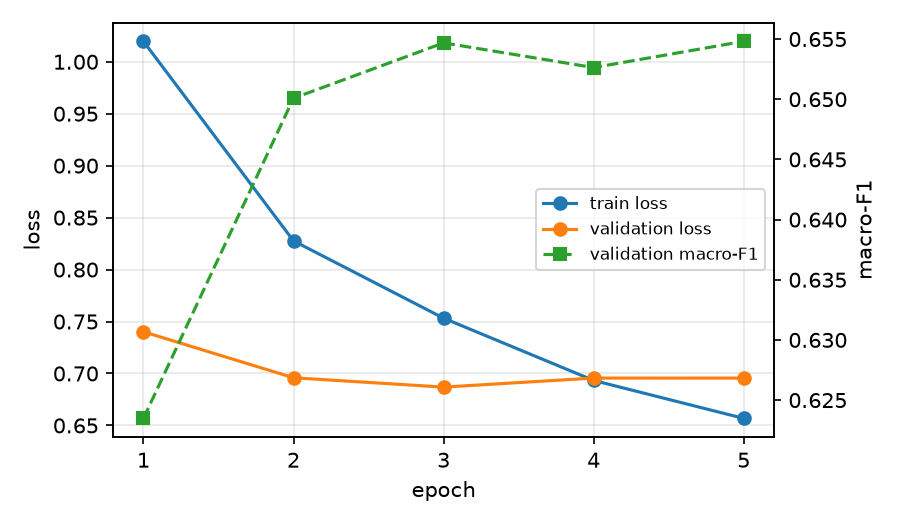 1.00
0.95
0.90
0.85
0.80
0.75
0.70
0.65
loss
0.655
0.650
0.645
0.640
0.635
0.630
0.625
macro-F1
train loss
validation loss
validation macro-F1
1 2 3 4 5
epoch